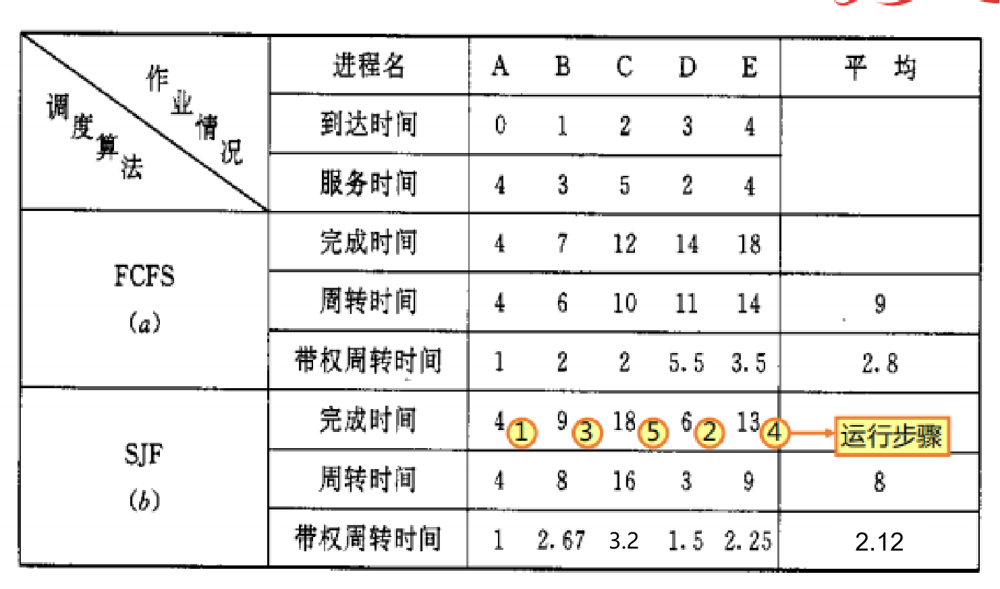 作业情况
调度算法
进程名 A B C D E 平 均
到达时间 0 1 2 3 4
服务时间 4 3 5 2 4
FCFS
(a)
完成时间 4 7 12 14 18
周转时间 4 6 10 11 14 9
带权周转时间 1 2 2 5.5 3.5 2.8
SJF
(b)
完成时间 4 ① 9 ③ 18 ⑤ 6 ② 13 ④ 运行步骤
周转时间 4 8 16 3 9 8
带权周转时间 1 2.67 3.2 1.5 2.25 2.12